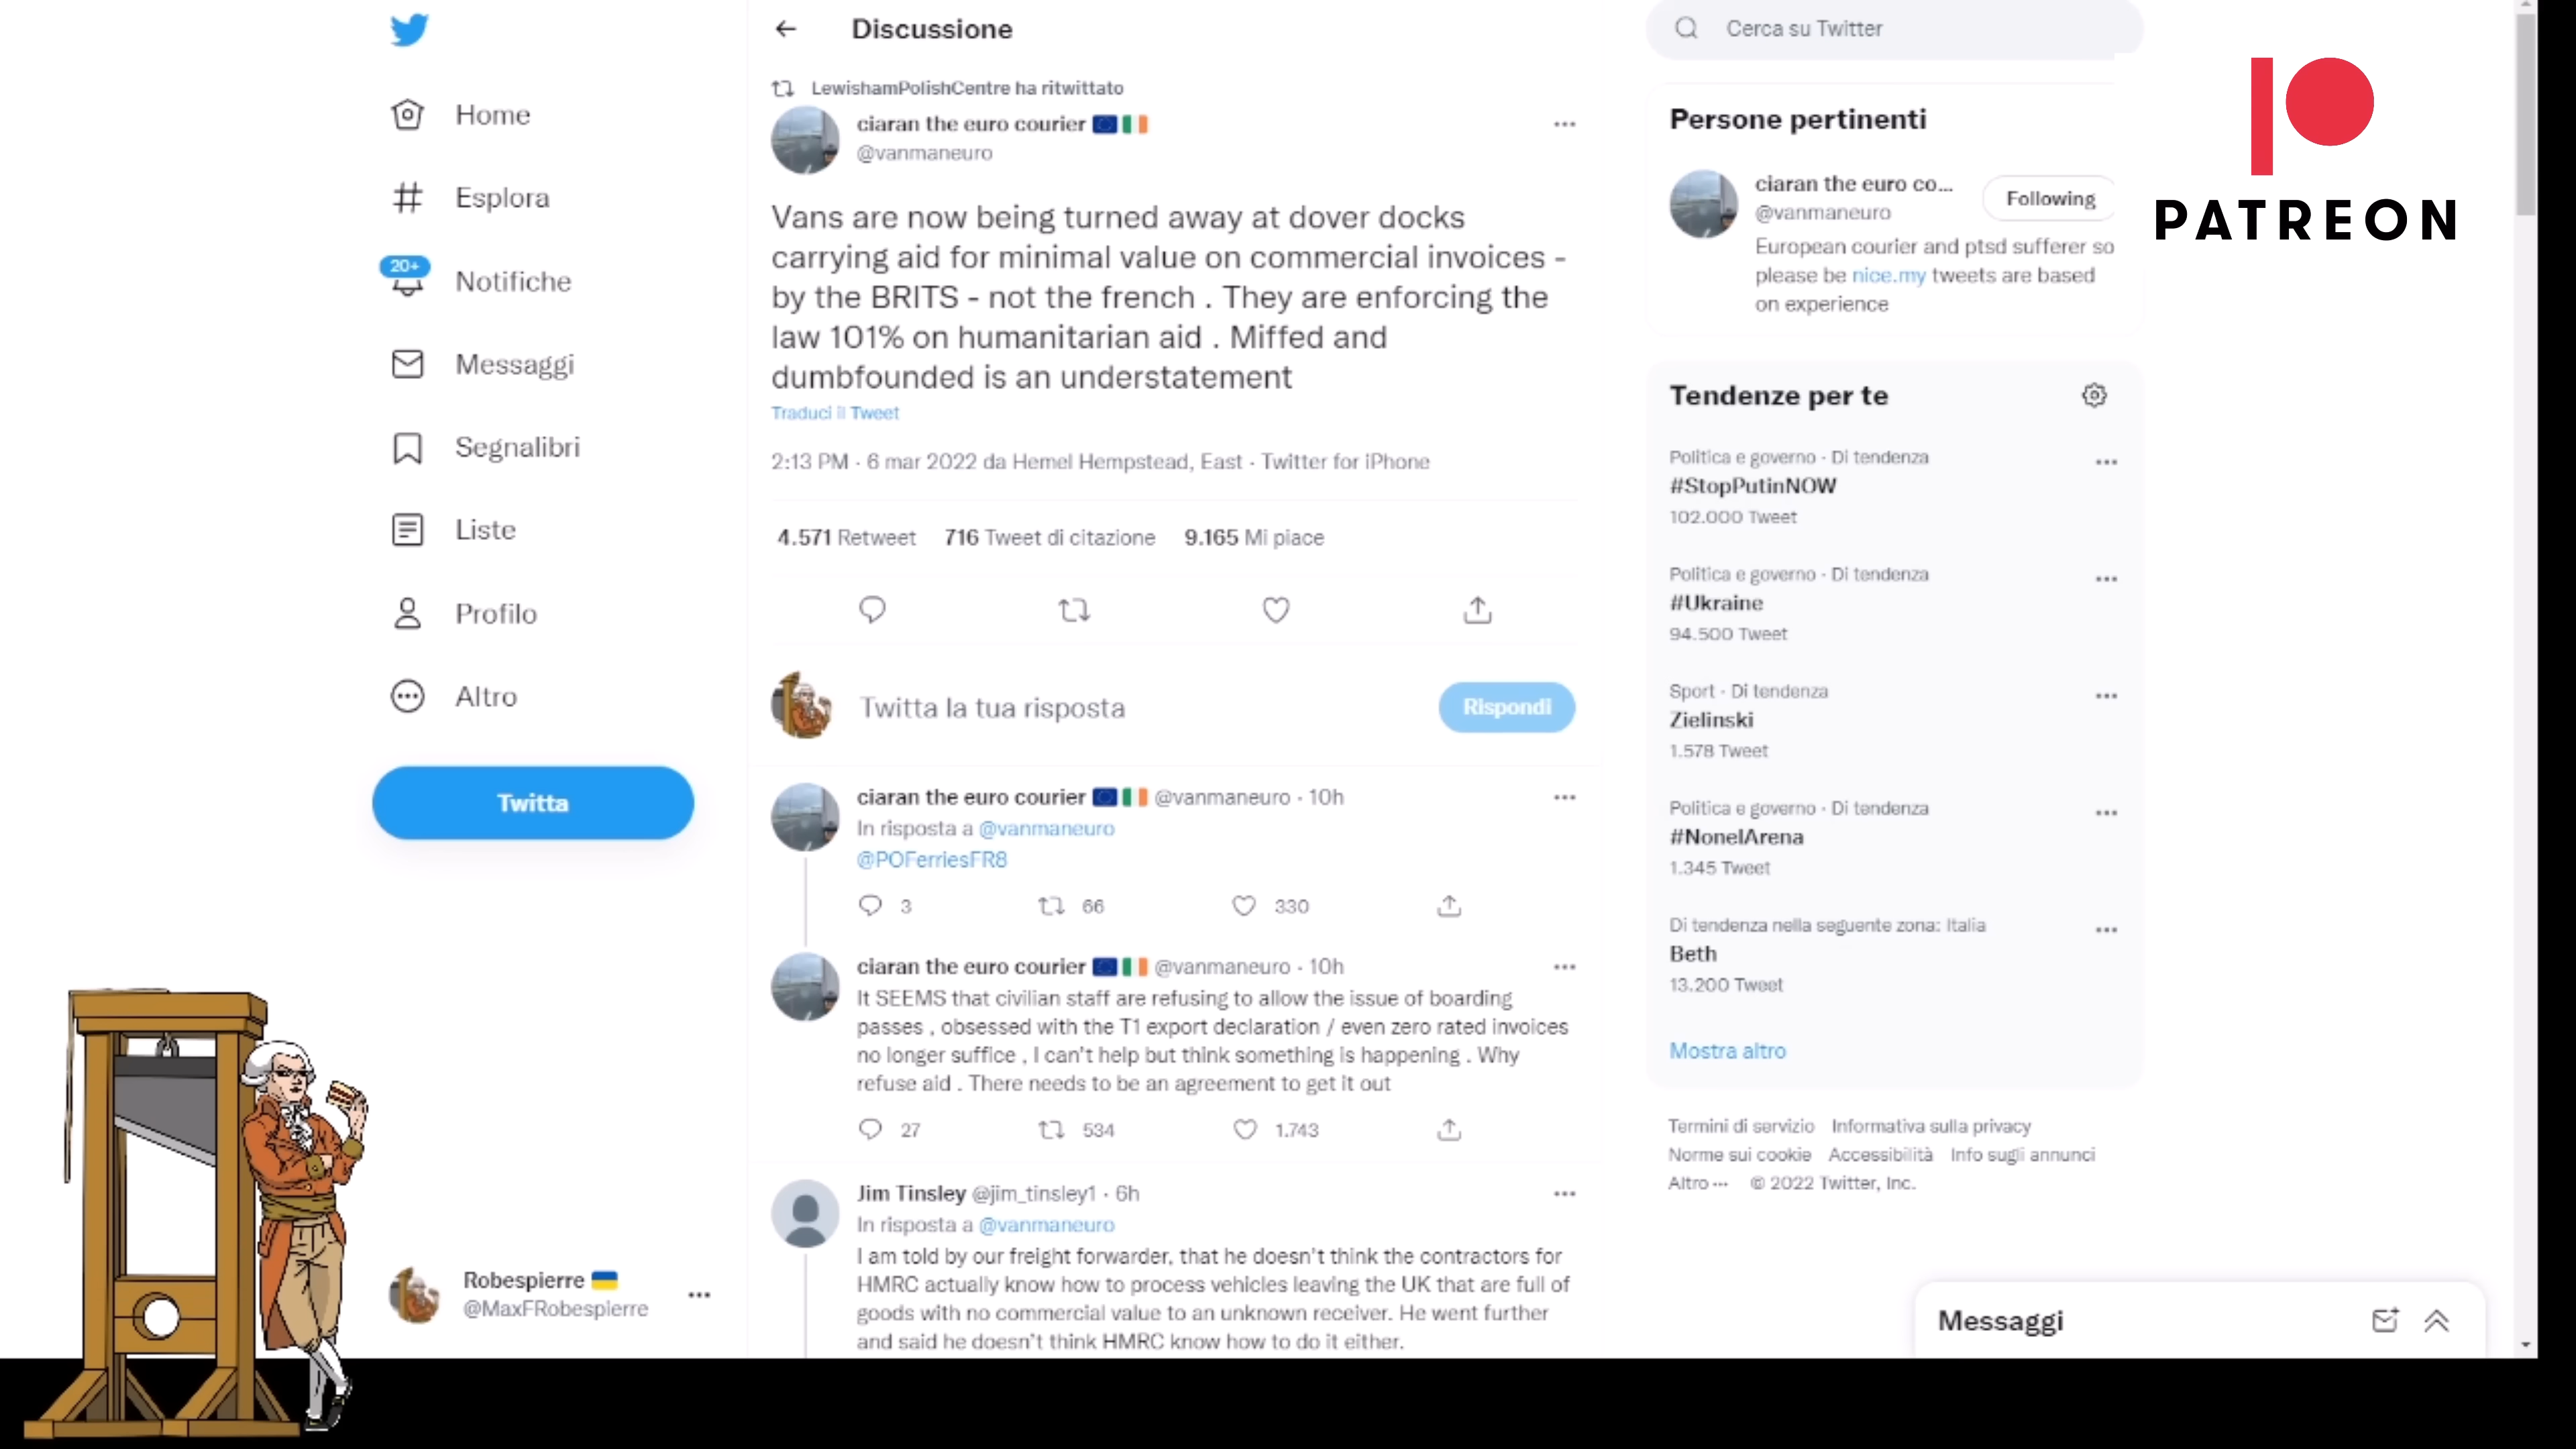 Home
Esplora
20+
Notifiche
Messaggi
Segnalibri
Liste
Profilo
Altro
Twitta
Robespierre
@MaxFRobespierre
Discussione
LewishamPolishCentre ha ritwittato
ciaran the euro courier
@vanmaneuro
Vans are now being turned away at dover docks
carrying aid for minimal value on commercial invoices -
by the BRITS - not the french . They are enforcing the
law 101% on humanitarian aid . Miffed and
dumbfounded is an understatement
Traduci il Tweet
2:13 PM · 6 mar 2022 da Hemel Hempstead, East · Twitter for iPhone
4.571 Retweet 716 Tweet di citazione 9.165 Mi piace
Twitta la tua risposta
Rispondi
ciaran the euro courier @vanmaneuro · 10h
In risposta a @vanmaneuro
@POFerriesFR8
3 66 330
ciaran the euro courier @vanmaneuro · 10h
It SEEMS that civilian staff are refusing to allow the issue of boarding
passes , obsessed with the T1 export declaration / even zero rated invoices
no longer suffice , I can't help but think something is happening . Why
refuse aid . There needs to be an agreement to get it out
27 534 1.743
Jim Tinsley @jim_tinsley1 · 6h
In risposta a @vanmaneuro
I am told by our freight forwarder, that he doesn't think the contractors for
HMRC actually know how to process vehicles leaving the UK that are full of
goods with no commercial value to an unknown receiver. He went further
and said he doesn't think HMRC know how to do it either.
Cerca su Twitter
Persone pertinenti
ciaran the euro co...
@vanmaneuro
Following
European courier and ptsd sufferer so
please be nice.my tweets are based
on experience
Tendenze per te
Politica e governo · Di tendenza
#StopPutinNOW
102.000 Tweet
Politica e governo · Di tendenza
#Ukraine
94.500 Tweet
Sport · Di tendenza
Zielinski
1.578 Tweet
Politica e governo · Di tendenza
#NonelArena
1.345 Tweet
Di tendenza nella seguente zona: Italia
Beth
13.200 Tweet
Mostra altro
Termini di servizio Informativa sulla privacy
Norme sui cookie Accessibilità Info sugli annunci
Altro ··· © 2022 Twitter, Inc.
Messaggi
PATREON